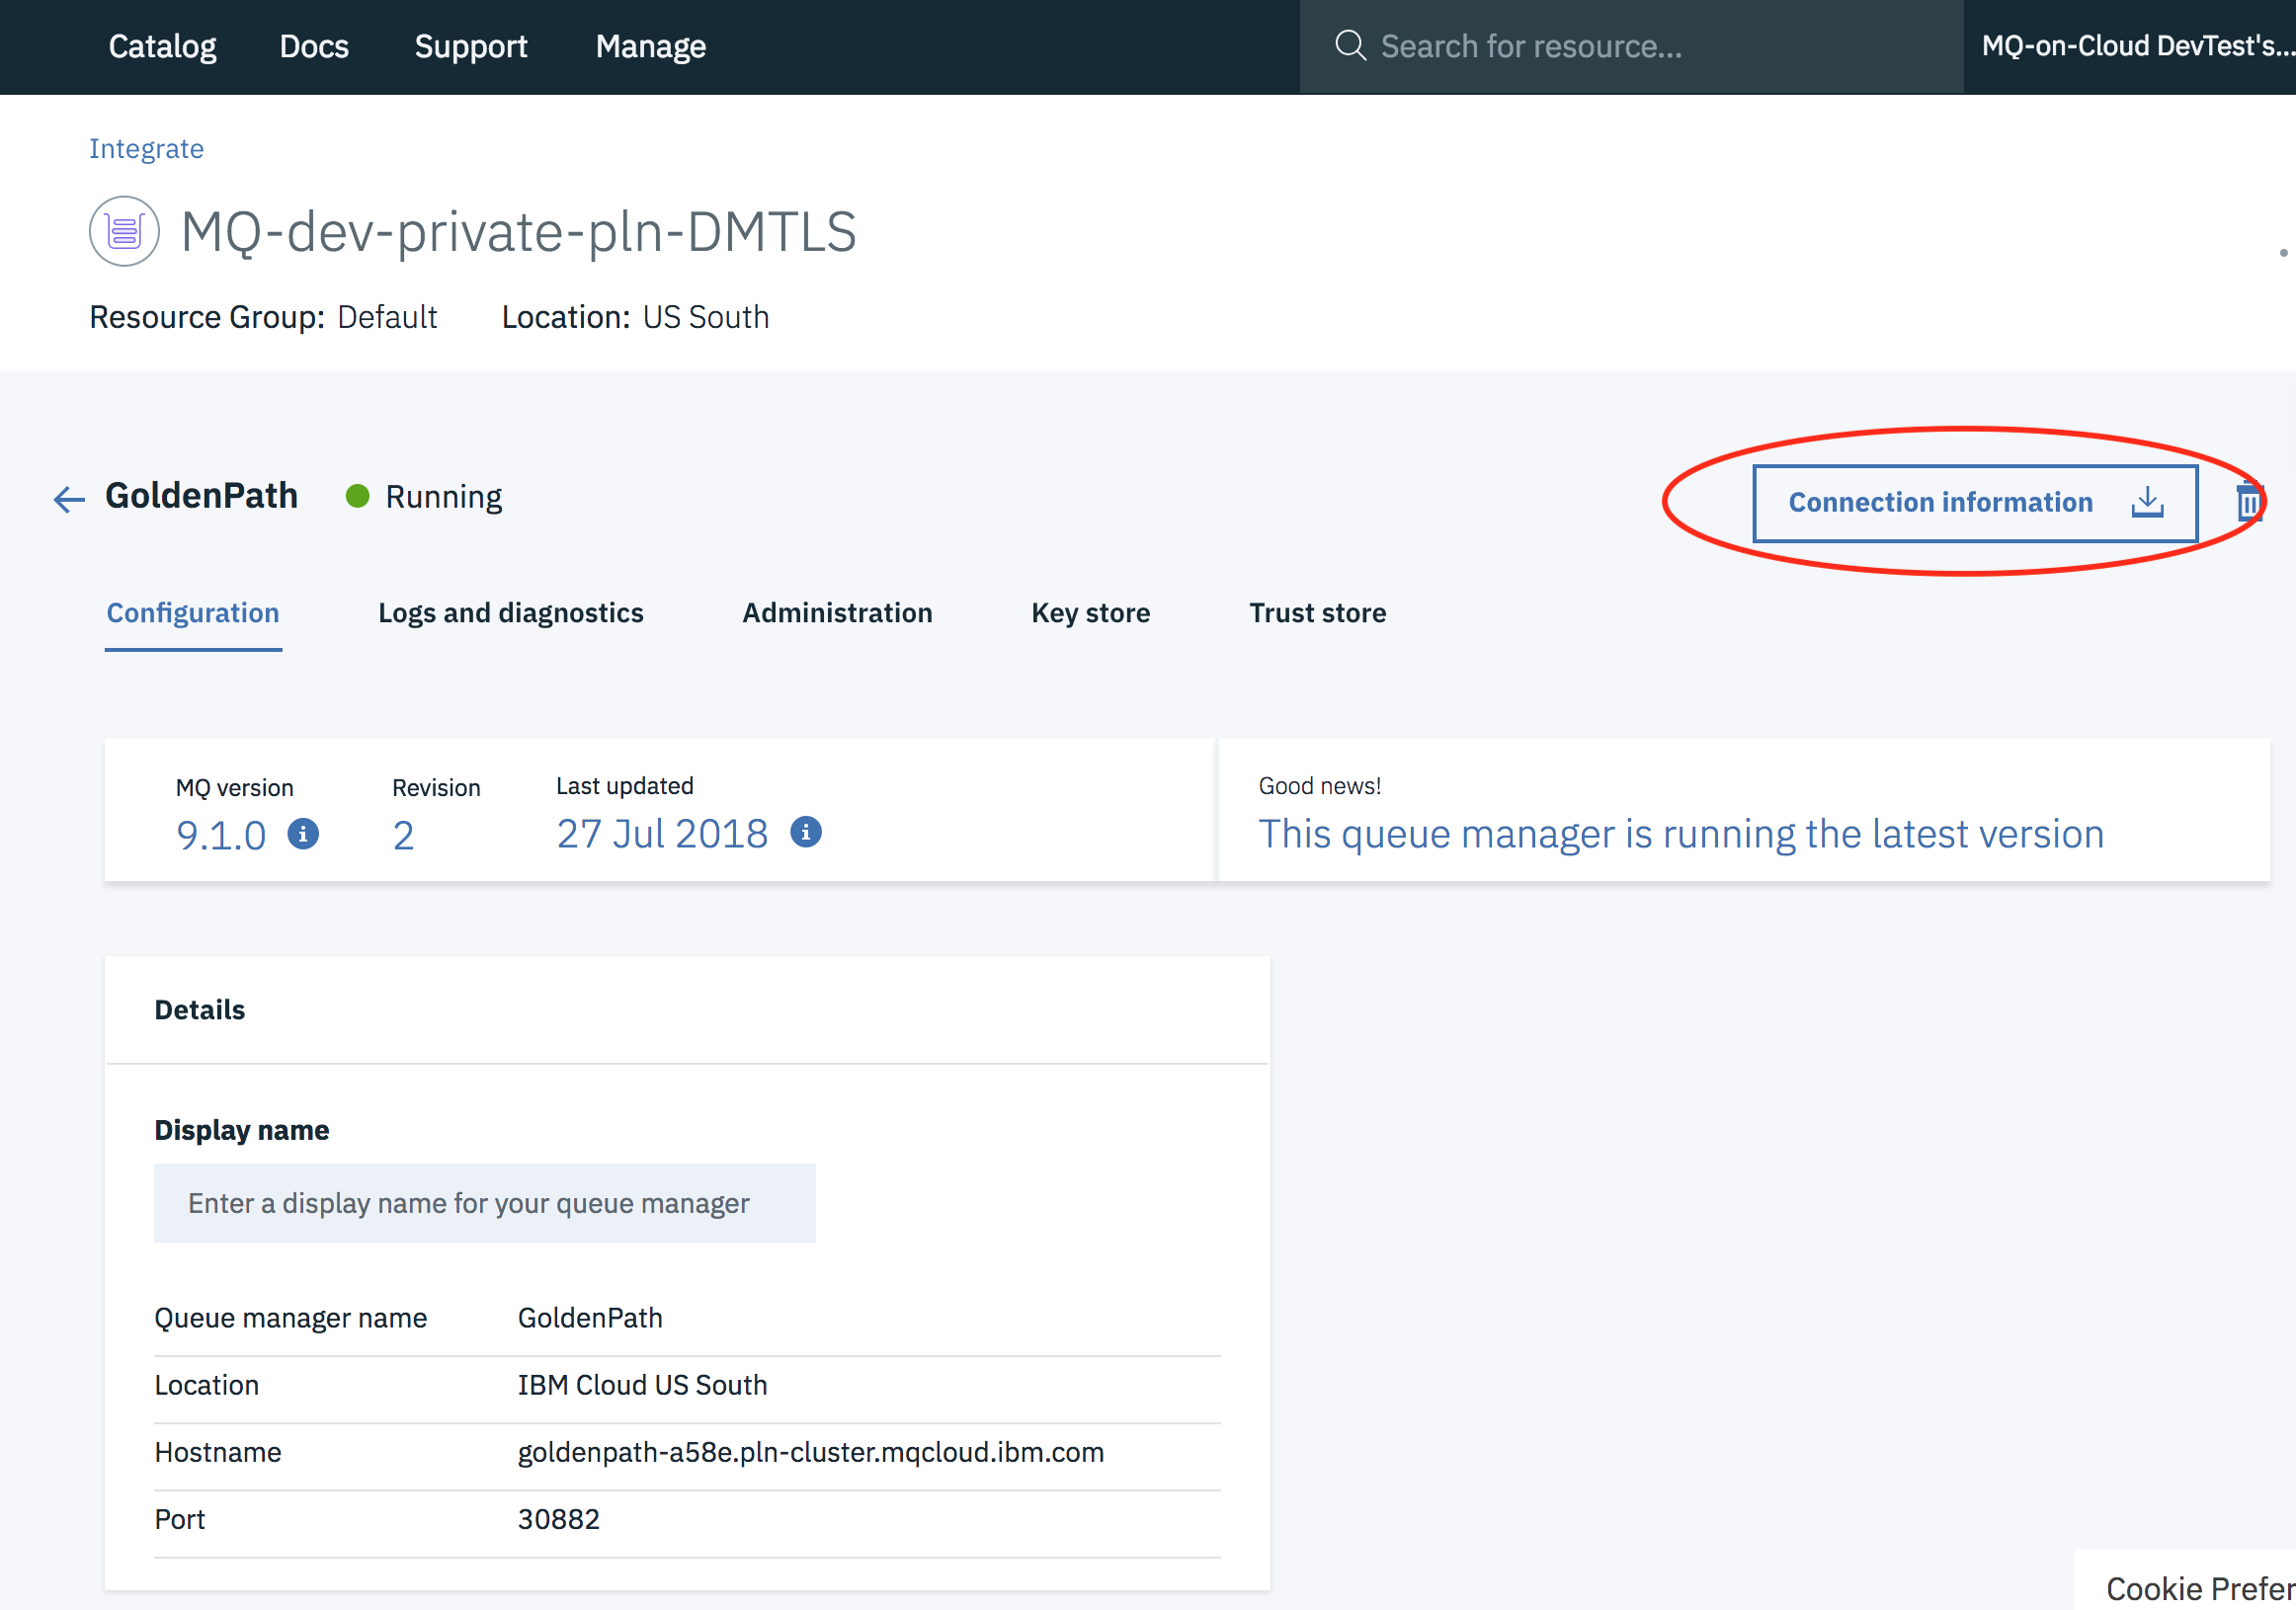 Catalog Docs Support Manage Search for resource... MQ-on-Cloud DevTest's...
Integrate
MQ-dev-private-pln-DMTLS
Resource Group: Default Location: US South
GoldenPath Running Connection information
Configuration Logs and diagnostics Administration Key store Trust store
MQ version Revision Last updated Good news!
9.1.0 2 27 Jul 2018 This queue manager is running the latest version
Details
Display name
Enter a display name for your queue manager
Queue manager name GoldenPath
Location IBM Cloud US South
Hostname goldenpath-a58e.pln-cluster.mqcloud.ibm.com
Port 30882
Cookie Prefer